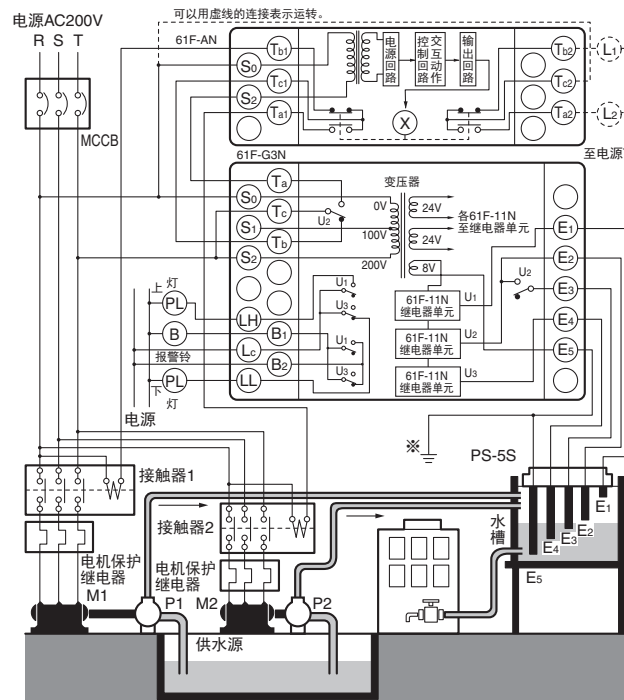 可以用虚线的连接表示运转。
电源AC200V
R S T
MCCB
61F-AN
Tb1
S0
Tc1
S2
Ta1
电源回路
交互动作控制回路
输出回路
X
Tb2
Tc2
Ta2
L1
L2
至电源
61F-G3N
Ta
S0
Tc
S1
Tb
S2
U2
变压器
0V
100V
200V
24V
24V
8V
各61F-11N
至继电器单元
E1
E2
E3
E4
E5
U2
上灯
PL
B
报警铃
PL
下灯
电源
LH
B1
Lc
B2
LL
U1
U3
U1
U3
61F-11N
继电器单元
U1
61F-11N
继电器单元
U2
61F-11N
继电器单元
U3
※
PS-5S
接触器1
接触器2
电机保护
继电器
M1
P1
电机保护
继电器
M2
P2
供水源
水槽
E1
E2
E3
E4
E5